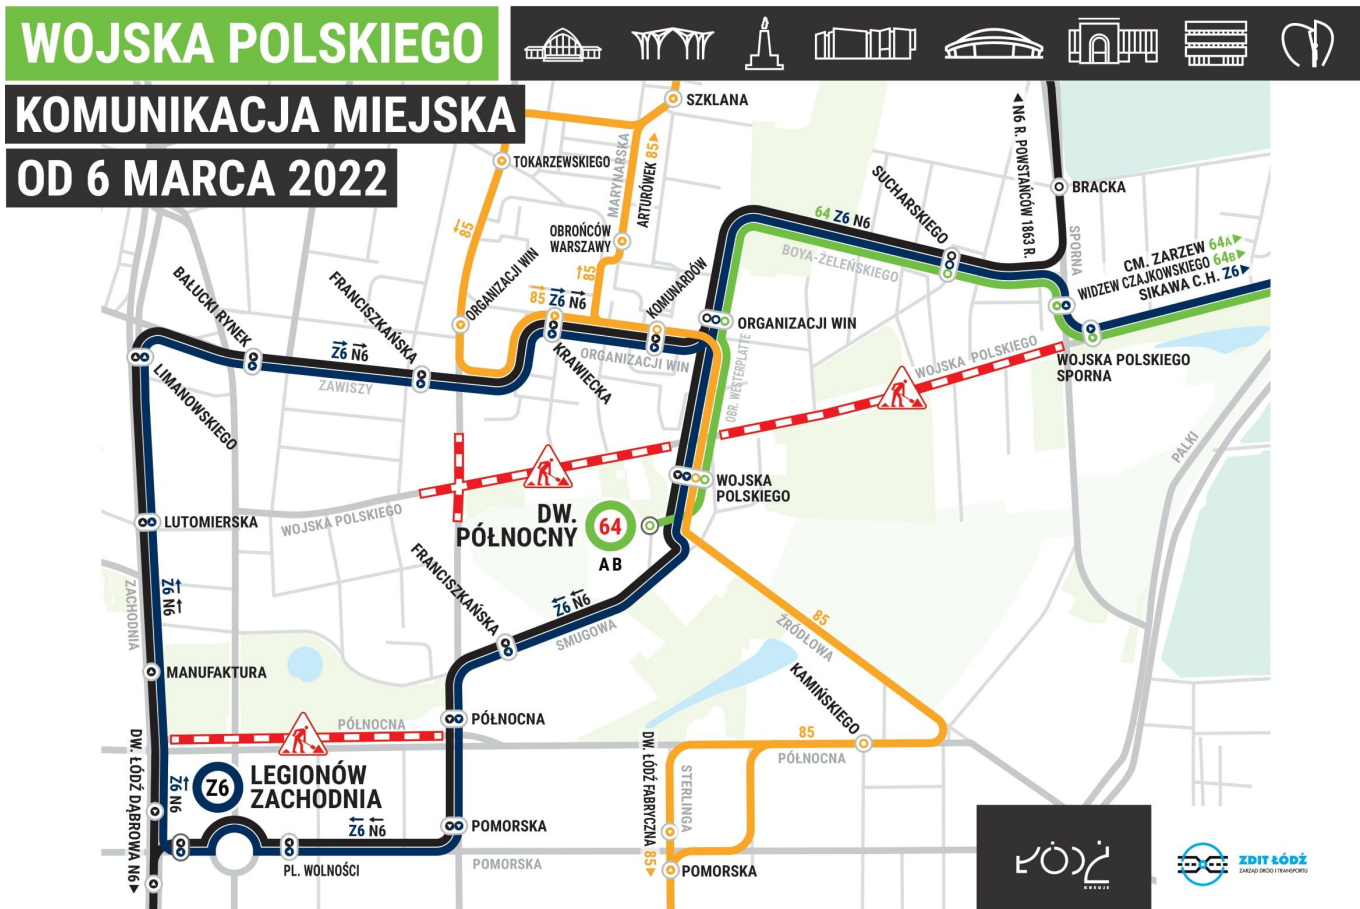 WOJSKA POLSKIEGO
KOMUNIKACJA MIEJSKA
OD 6 MARCA 2022
SZKLANA
TOKARZEWSKIEGO
MARYNARSKA
ARTURÓWEK 85
85
OBROŃCÓW
WARSZAWY
85
ORGANIZACJI WIN
KOMUNARDÓW
64 Z6 N6
SUCHARSKIEGO
BOYA-ŻELEŃSKIEGO
N6 R. POWSTAŃCÓW 1863 R.
BRACKA
SPORNA
CM. ZARZEW 64A
WIDZEW CZAJKOWSKIEGO 64B
SIKAWA C.H. Z6
BAŁUCKI RYNEK
FRANCISZKAŃSKA
85 Z6 N6
ORGANIZACJI WIN
ORGANIZACJI WIN
Z6 N6
ZAWISZY
LIMANOWSKIEGO
KRAWIECKA
OBR. WESTERPLATTE
WOJSKA POLSKIEGO
WOJSKA POLSKIEGO
SPORNA
PALKI
WOJSKA
POLSKIEGO
DW.
PÓŁNOCNY
64
A B
LUTOMIERSKA
WOJSKA POLSKIEGO
FRANCISZKAŃSKA
ZACHODNIA
Z6 N6
Z6 N6
SMUGOWA
85
ŹRÓDŁOWA
KAMIŃSKIEGO
MANUFAKTURA
PÓŁNOCNA
PÓŁNOCNA
85
PÓŁNOCNA
DW. ŁÓDŹ DĄBROWA N6
Z6 N6
Z6
LEGIONÓW
ZACHODNIA
DW. ŁÓDŹ FABRYCZNA 85
STERLINGA
Z6 N6
POMORSKA
PL. WOLNOŚCI
POMORSKA
POMORSKA
ŁÓDŹ
KREUJE
ZDIT ŁÓDŹ
ZARZĄD DRÓG I TRANSPORTU